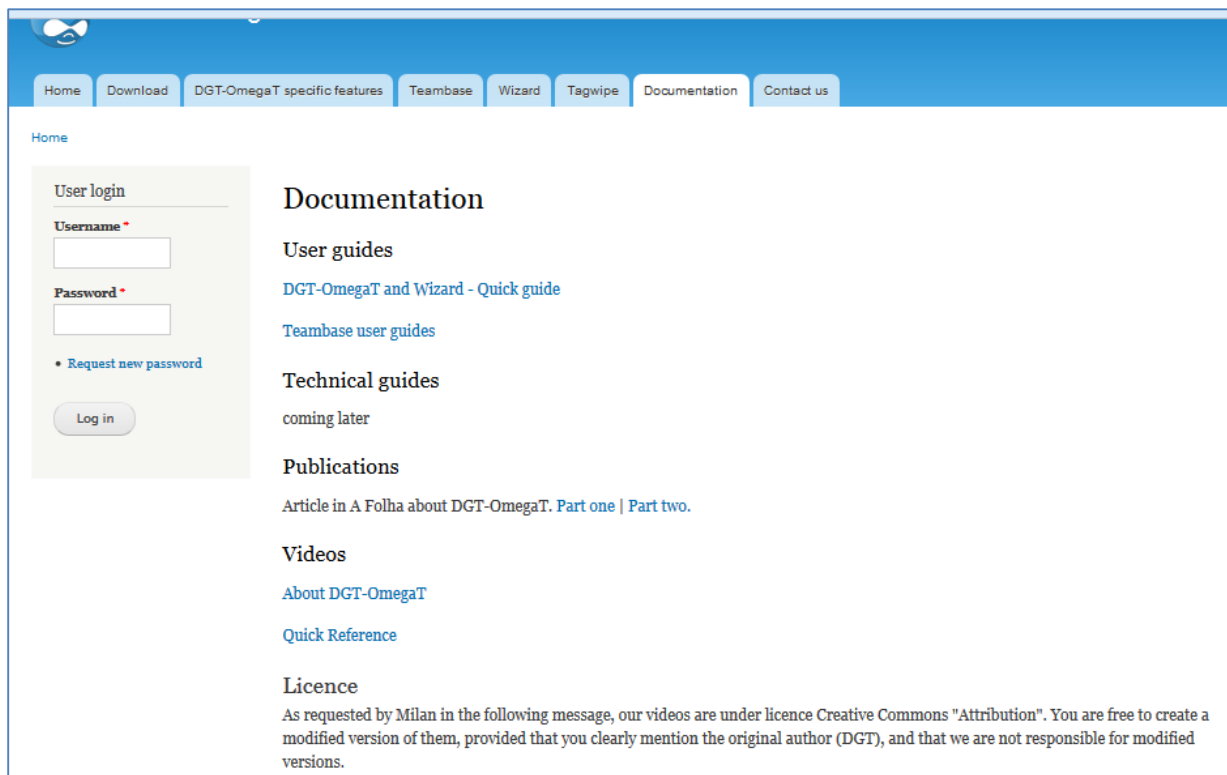 Home
Download
DGT-OmegaT specific features
Teambase
Wizard
Tagwipe
Documentation
Contact us
Home
User login
Username *
Password *
• Request new password
Log in
Documentation
User guides
DGT-OmegaT and Wizard - Quick guide
Teambase user guides
Technical guides
coming later
Publications
Article in A Folha about DGT-OmegaT. Part one | Part two.
Videos
About DGT-OmegaT
Quick Reference
Licence
As requested by Milan in the following message, our videos are under licence Creative Commons "Attribution". You are free to create a
modified version of them, provided that you clearly mention the original author (DGT), and that we are not responsible for modified
versions.